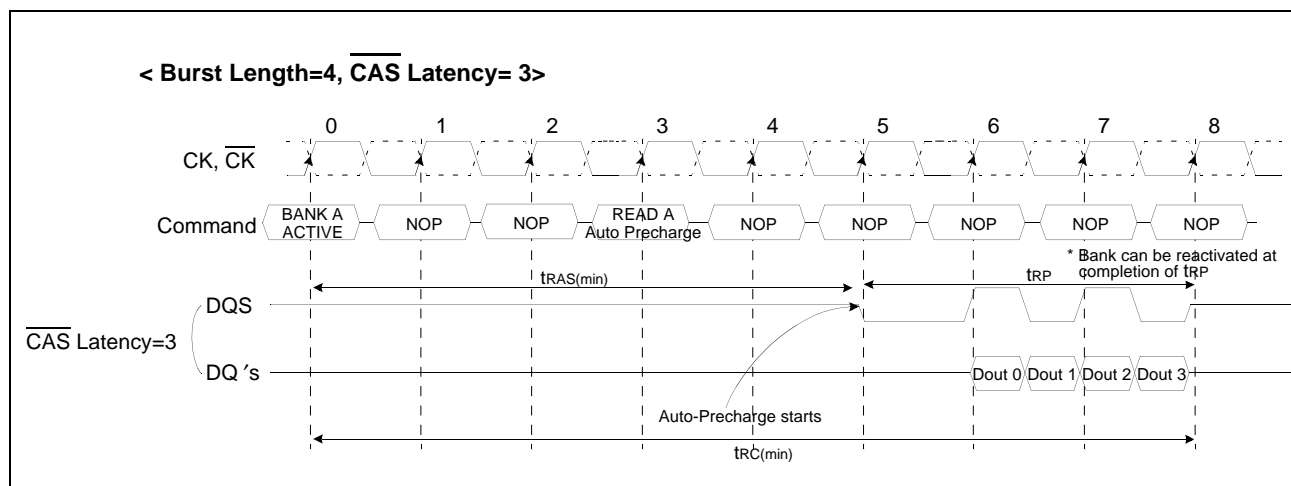 < Burst Length=4, CAS Latency= 3>
0 1 2 3 4 5 6 7 8
CK, CK
Command
BANK A
ACTIVE
NOP
NOP
READ A
Auto Precharge
NOP
NOP
NOP
NOP
NOP
* Bank can be reactivated at
completion of tRP
tRAS(min)
tRP
DQS
CAS Latency=3
DQ 's
Dout 0 Dout 1 Dout 2 Dout 3
Auto-Precharge starts
tRC(min)